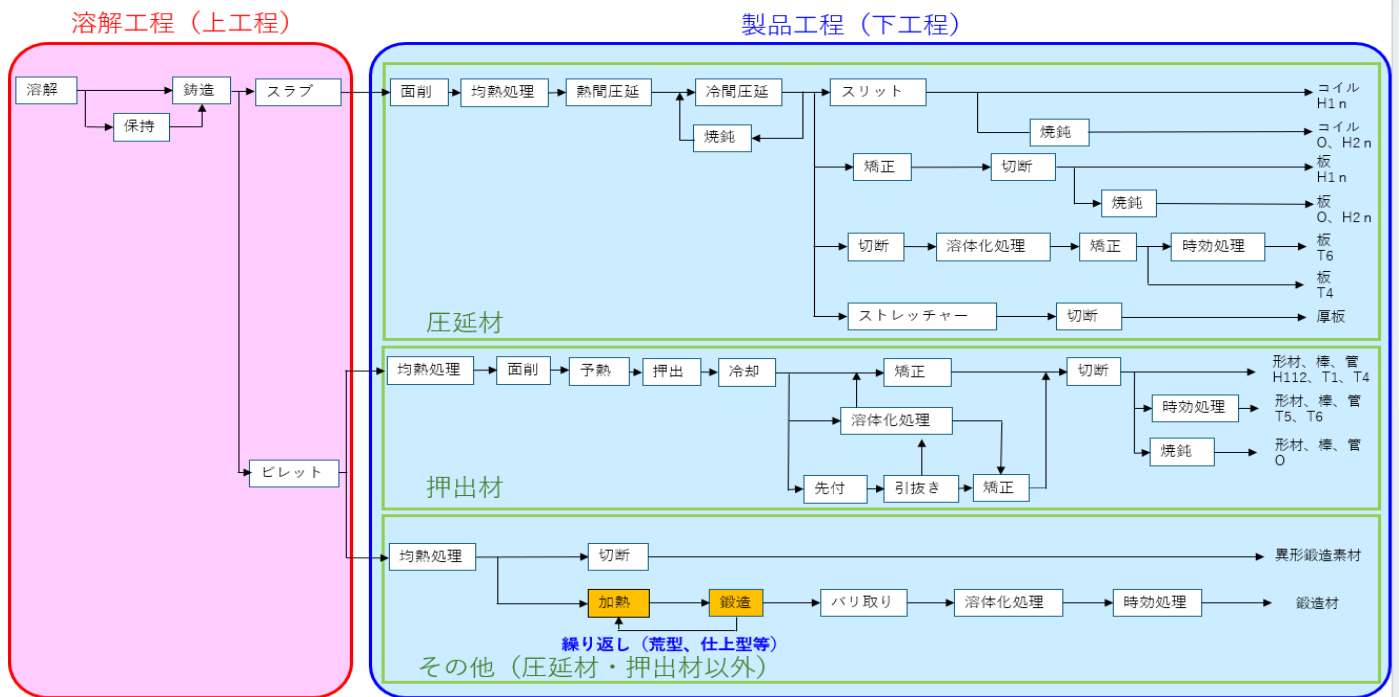 溶解工程（上工程）
製品工程（下工程）
溶解
鋳造
スラブ
保持
ビレット
面削
均熱処理
熱間圧延
冷間圧延
焼鈍
スリット
コイル
H1n
焼鈍
コイル
O、H2n
矯正
切断
板
H1n
焼鈍
板
O、H2n
切断
溶体化処理
矯正
時効処理
板
T6
板
T4
ストレッチャー
切断
厚板
圧延材
均熱処理
面削
予熱
押出
冷却
矯正
切断
形材、棒、管
H112、T1、T4
溶体化処理
時効処理
形材、棒、管
T5、T6
先付
引抜き
矯正
焼鈍
形材、棒、管
O
押出材
均熱処理
切断
異形鍛造素材
加熱
鍛造
バリ取り
溶体化処理
時効処理
鍛造材
繰り返し（荒型、仕上型等）
その他（圧延材・押出材以外）